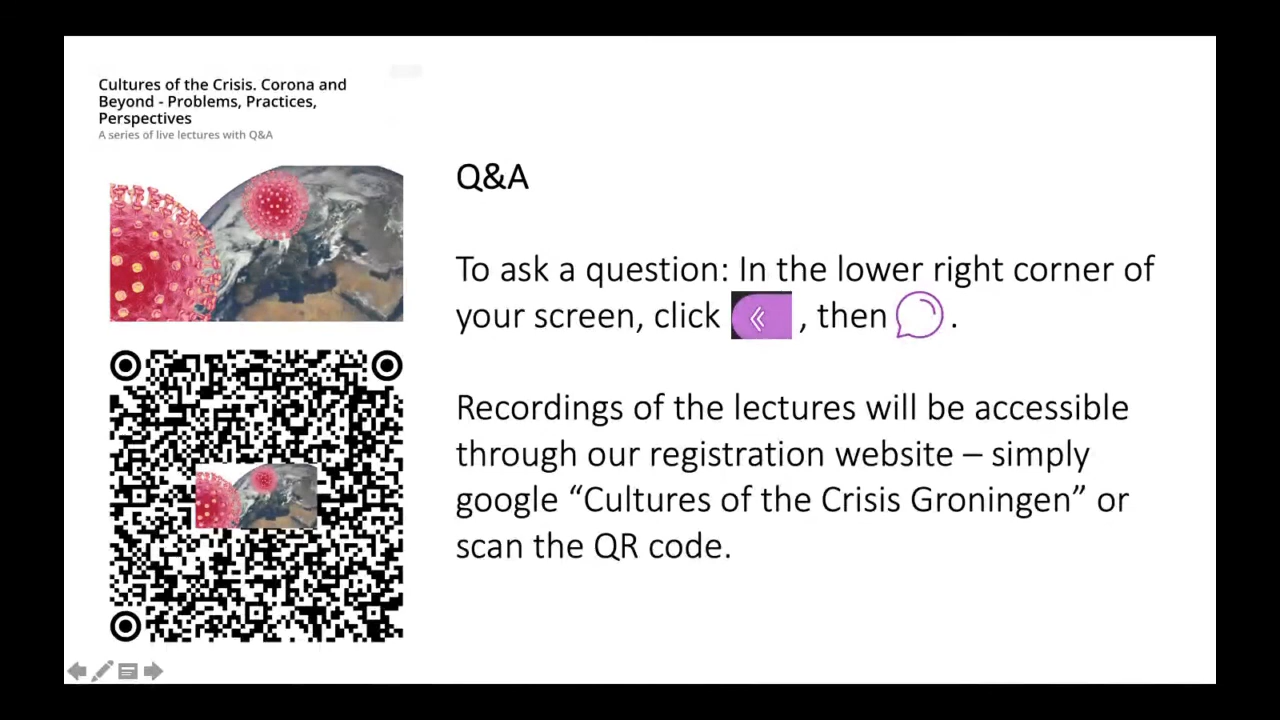 Cultures of the Crisis. Corona and
Beyond - Problems, Practices,
Perspectives
A series of live lectures with Q&A
Q&A
To ask a question: In the lower right corner of
your screen, click , then .
Recordings of the lectures will be accessible
through our registration website – simply
google “Cultures of the Crisis Groningen” or
scan the QR code.